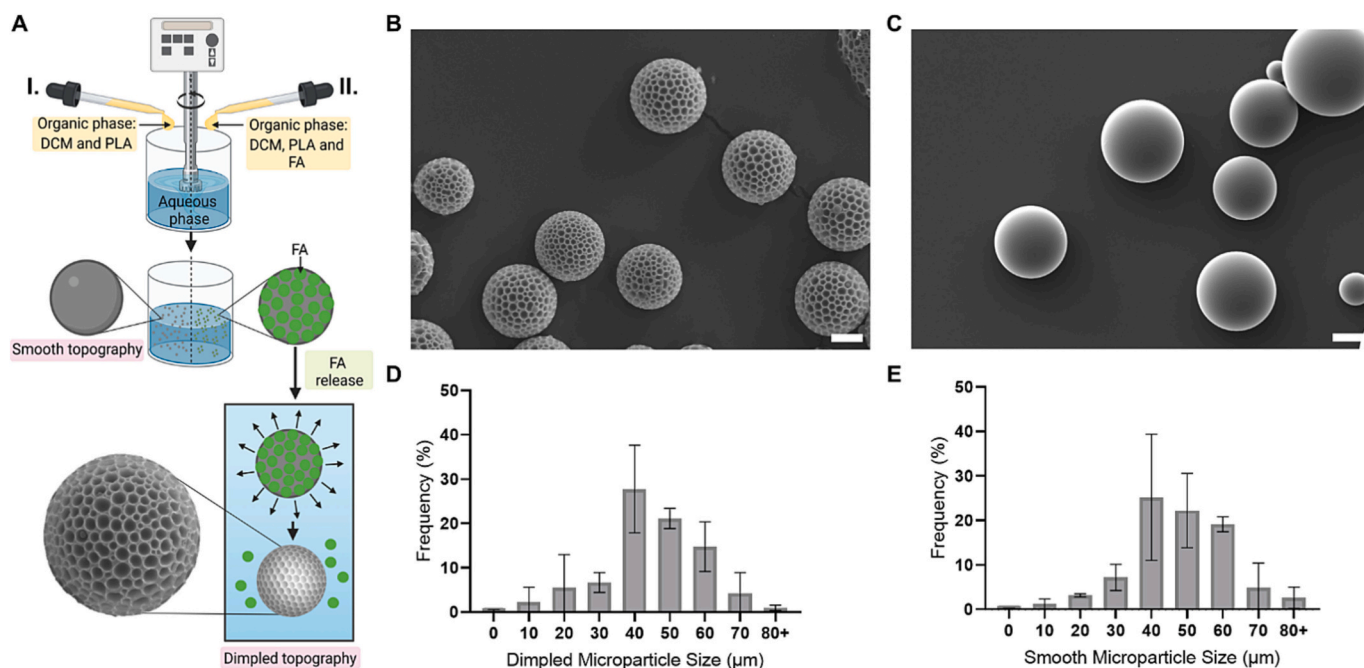 A
I.
II.
Organic phase:
DCM and PLA
Organic phase:
DCM, PLA and
FA
Aqueous
phase
FA
Smooth topography
FA
release
Dimpled topography
B
C
D
50
40
30
20
10
0
Frequency (%)
0 10 20 30 40 50 60 70 80+
Dimpled Microparticle Size (μm)
E
50
40
30
20
10
0
Frequency (%)
0 10 20 30 40 50 60 70 80+
Smooth Microparticle Size (μm)